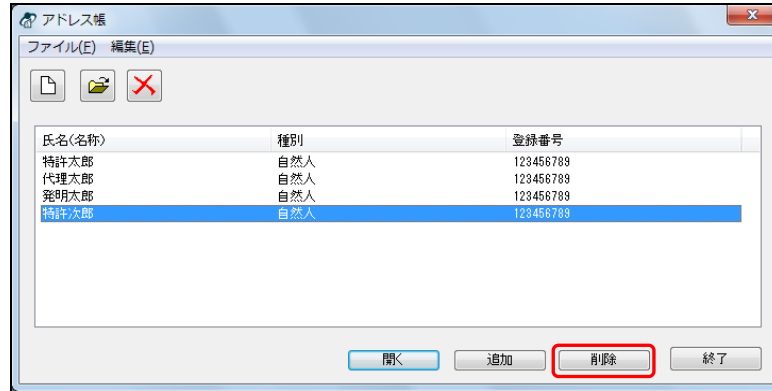 アドレス帳
ファイル(F) 編集(E)
氏名(名称) 種別 登録番号
特許太郎 自然人 123456789
代理太郎 自然人 123456789
発明太郎 自然人 123456789
特許次郎 自然人 123456789
開く 追加 削除 終了